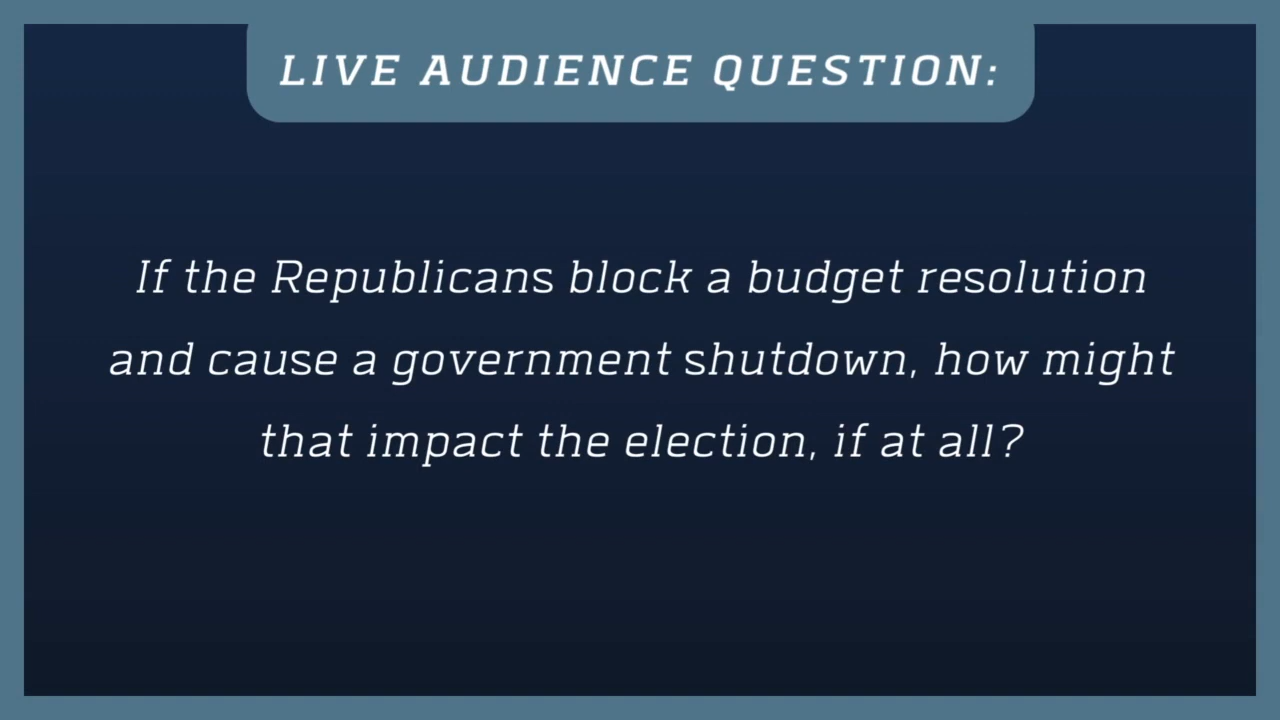 LIVE AUDIENCE QUESTION:
If the Republicans block a budget resolution
and cause a government shutdown, how might
that impact the election, if at all?